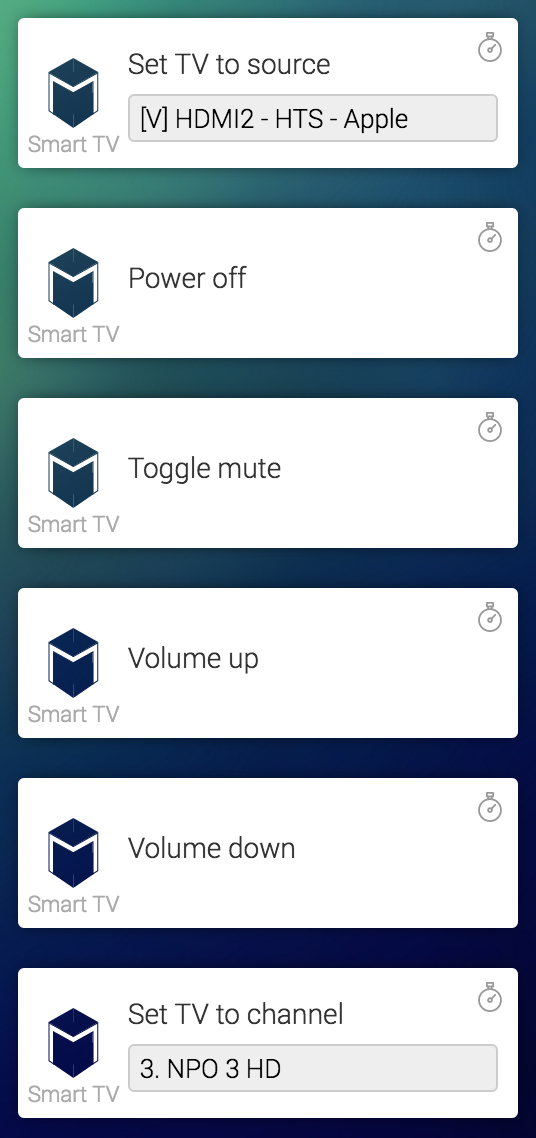 Set TV to source
[V] HDMI2 - HTS - Apple
Smart TV
Power off
Smart TV
Toggle mute
Smart TV
Volume up
Smart TV
Volume down
Smart TV
Set TV to channel
3. NPO 3 HD
Smart TV